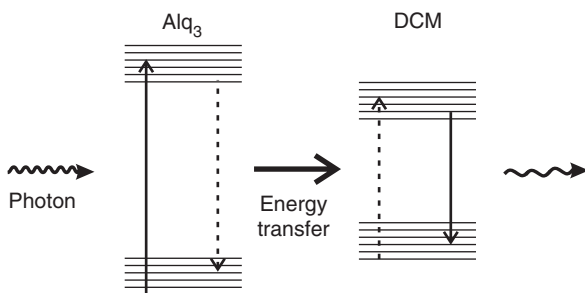 Alq₃
DCM
Photon
Energy
transfer